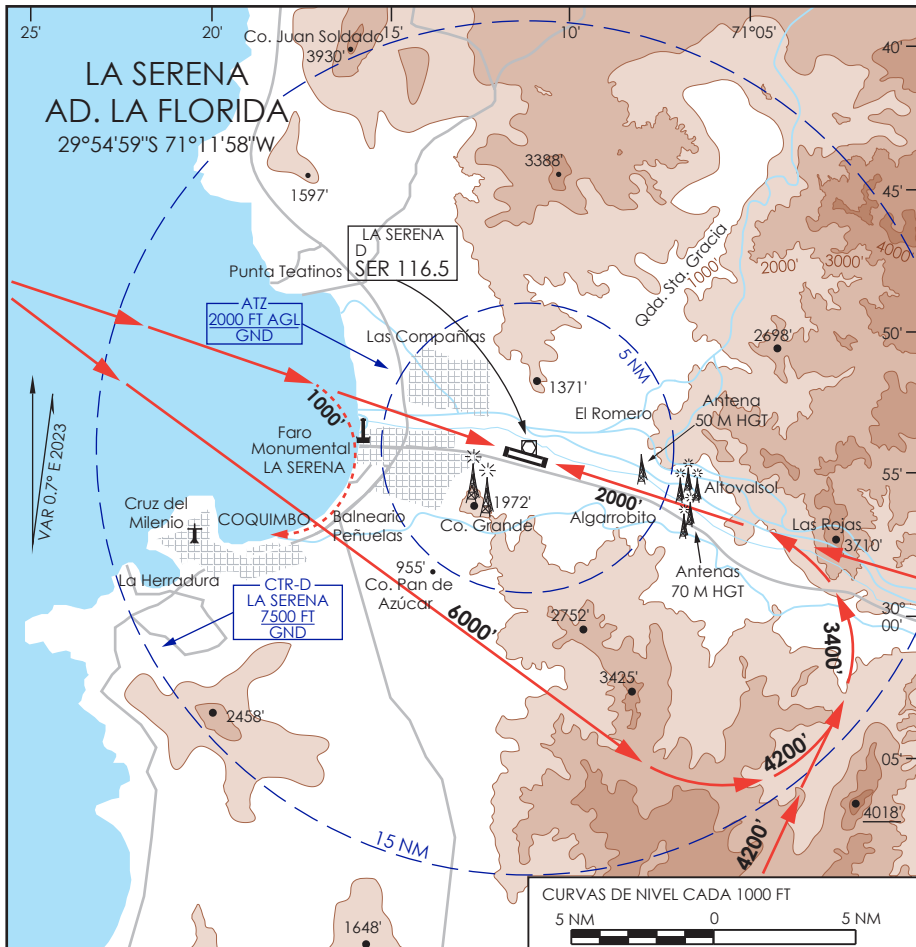 25'
20'
10'
71°05'
40'
Co. Juan Soldado
3930'
LA SERENA
AD. LA FLORIDA
29°54'59"S 71°11'58"W
3388'
45'
1597'
4000'
3000'
2000'
1000'
Qda. Sta. Gracia
LA SERENA
D
SER 116.5
Punta Teatinos
ATZ
2000 FT AGL
GND
Las Compañías
5 NM
50'
2698'
1371'
Antena
50 M HGT
El Romero
1000'
Faro
Monumental
LA SERENA
VAR 0.7° E 2023
55'
Altovalsol
2000'
1972'
Co. Grande
Algarrobito
Cruz del
Milenio
COQUIMBO
Balneario
Peñuelas
Las Rojas
3710'
955'
Co. Pan de
Azúcar
Antenas
70 M HGT
La Herradura
CTR-D
LA SERENA
7500 FT
GND
30°
00'
2752'
6000'
3400'
3425'
2458'
4200'
05'
4018'
4200'
15 NM
1648'
CURVAS DE NIVEL CADA 1000 FT
5 NM
0
5 NM